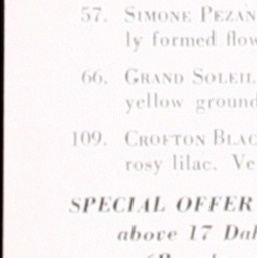 57. SIMONE PEZAN
ly formed flow
66. GRAND SOLEIL
yellow ground
109. CROFTON BLAC
rosy lilac. Ve
SPECIAL OFFER
above 17 Dah